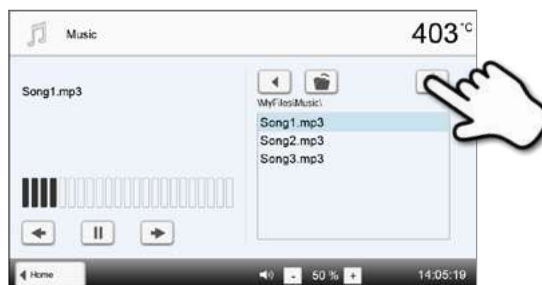 Music
403 °C
Song1.mp3
\MyFiles\Music\
Song1.mp3
Song2.mp3
Song3.mp3
Home
- 50 % +
14:05:19